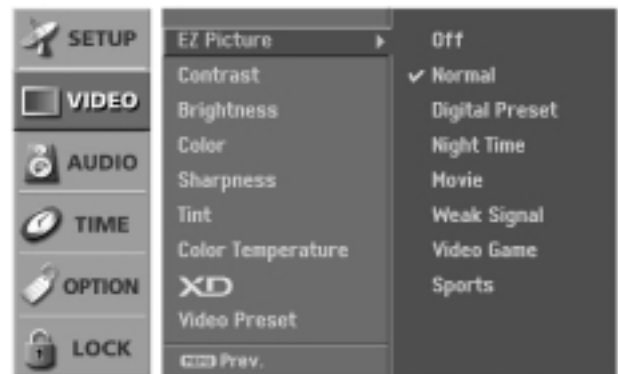 SETUP
VIDEO
AUDIO
TIME
OPTION
LOCK
EZ Picture
Contrast
Brightness
Color
Sharpness
Tint
Color Temperature
XD
Video Preset
MENU Prev.
Off
Normal
Digital Preset
Night Time
Movie
Weak Signal
Video Game
Sports